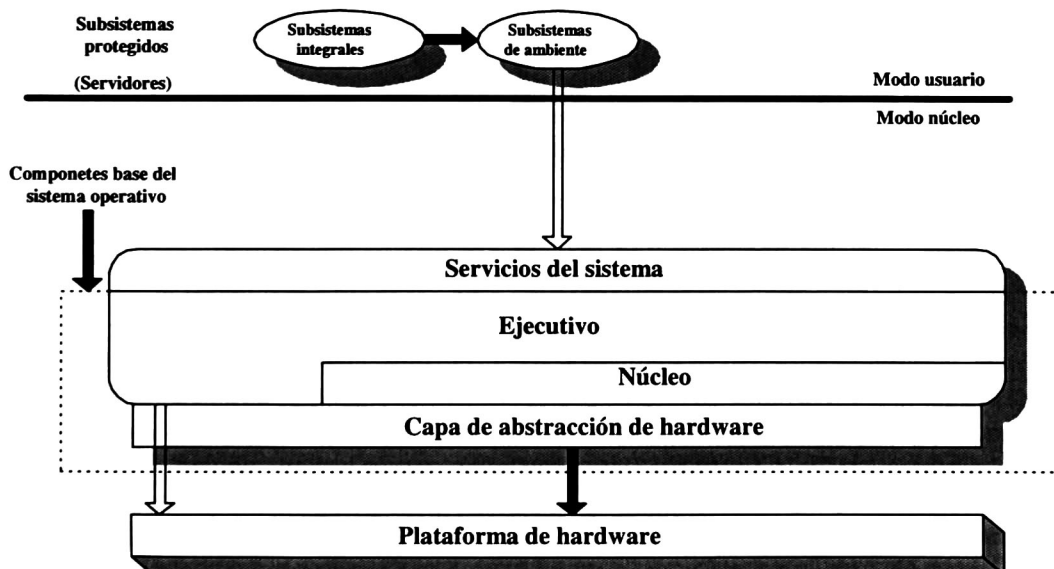 Subsistemas
protegidos
(Servidores)
Subsistemas
integrales
Subsistemas
de ambiente
Modo usuario
Modo núcleo
Componetes base del
sistema operativo
Servicios del sistema
Ejecutivo
Núcleo
Capa de abstracción de hardware
Plataforma de hardware